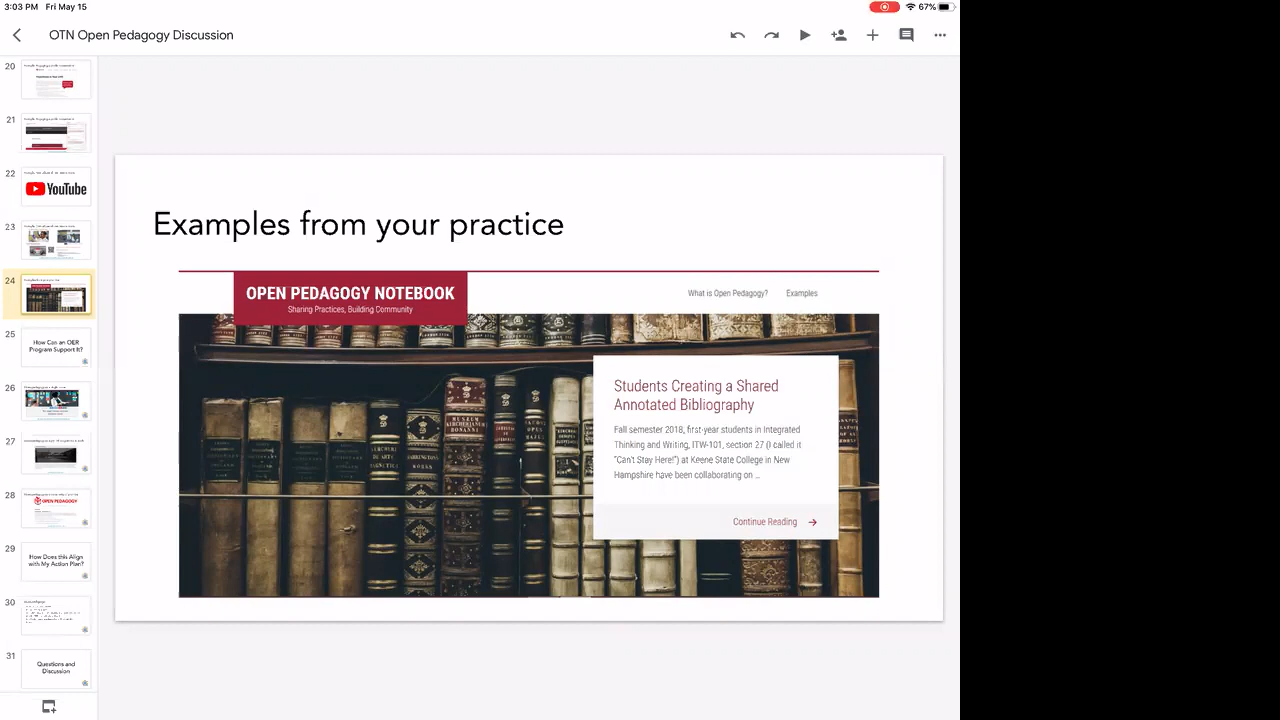 3:03 PM Fri May 15
67%
OTN Open Pedagogy Discussion
20
21
22
YouTube
23
24
25
How Can an OER
Program Support It?
26
27
28
OPEN PEDAGOGY
29
How Does this Align
with My Action Plan?
30
31
Questions and
Discussion
Examples from your practice
OPEN PEDAGOGY NOTEBOOK
Sharing Practices, Building Community
What is Open Pedagogy? Examples
Students Creating a Shared
Annotated Bibliography
Fall semester 2018, first-year students in Integrated
Thinking and Writing, ITW-101, section 27 (I called it
"Can't Stay Here!") at Keene State College in New
Hampshire have been collaborating on ...
Continue Reading →